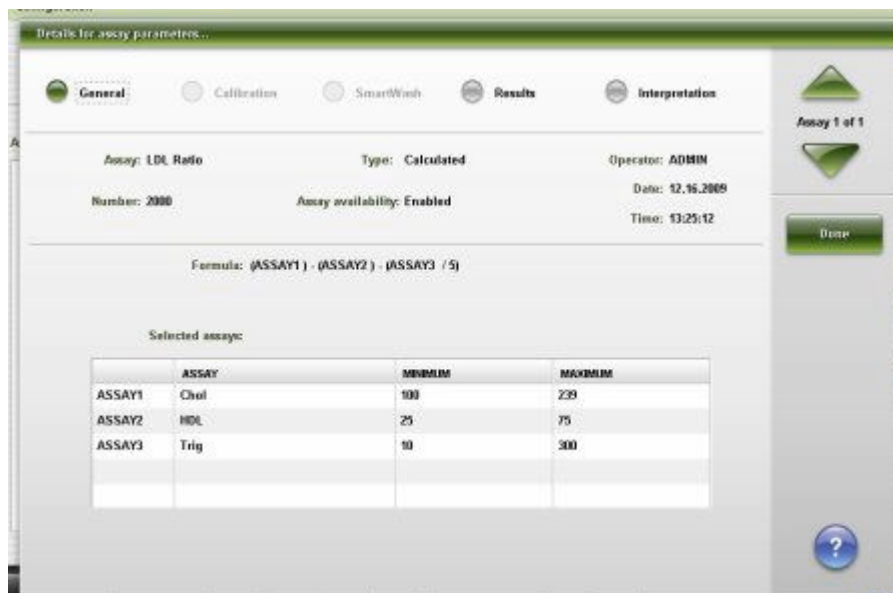 Details for assay parameters...
General Calibration SmartWash Results Interpretation
Assay 1 of 1
Assay: LDL Ratio Type: Calculated Operator: ADMIN
Number: 2000 Assay availability: Enabled Date: 12.16.2009
Time: 13:25:12
Done
Formula: (ASSAY1 ) - (ASSAY2 ) - (ASSAY3 / 5)
Selected assays:
ASSAY MINIMUM MAXIMUM
ASSAY1 Chol 100 239
ASSAY2 HDL 25 75
ASSAY3 Trig 10 300
?